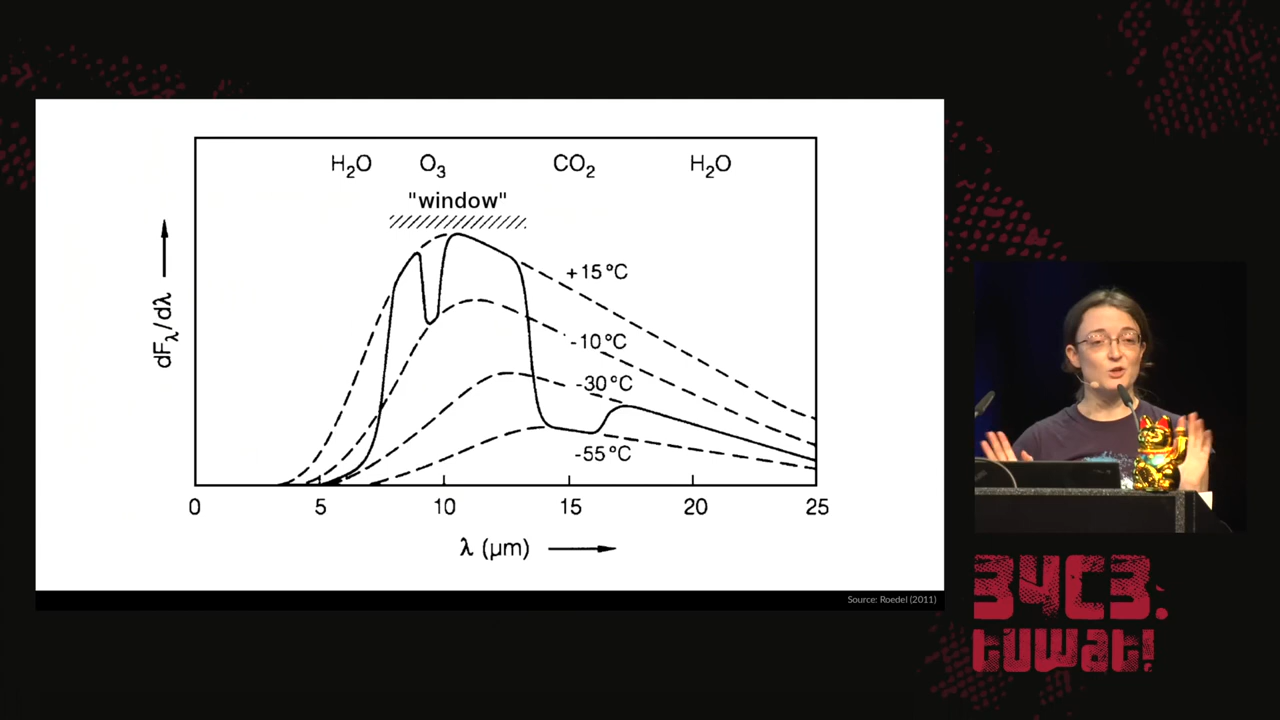 H₂O O₃ CO₂ H₂O
"window"
+15°C
-10°C
-30°C
-55°C
dFλ/dλ
0 5 10 15 20 25
λ (μm)
Source: Roedel (2011)
34C3.
tuwat!